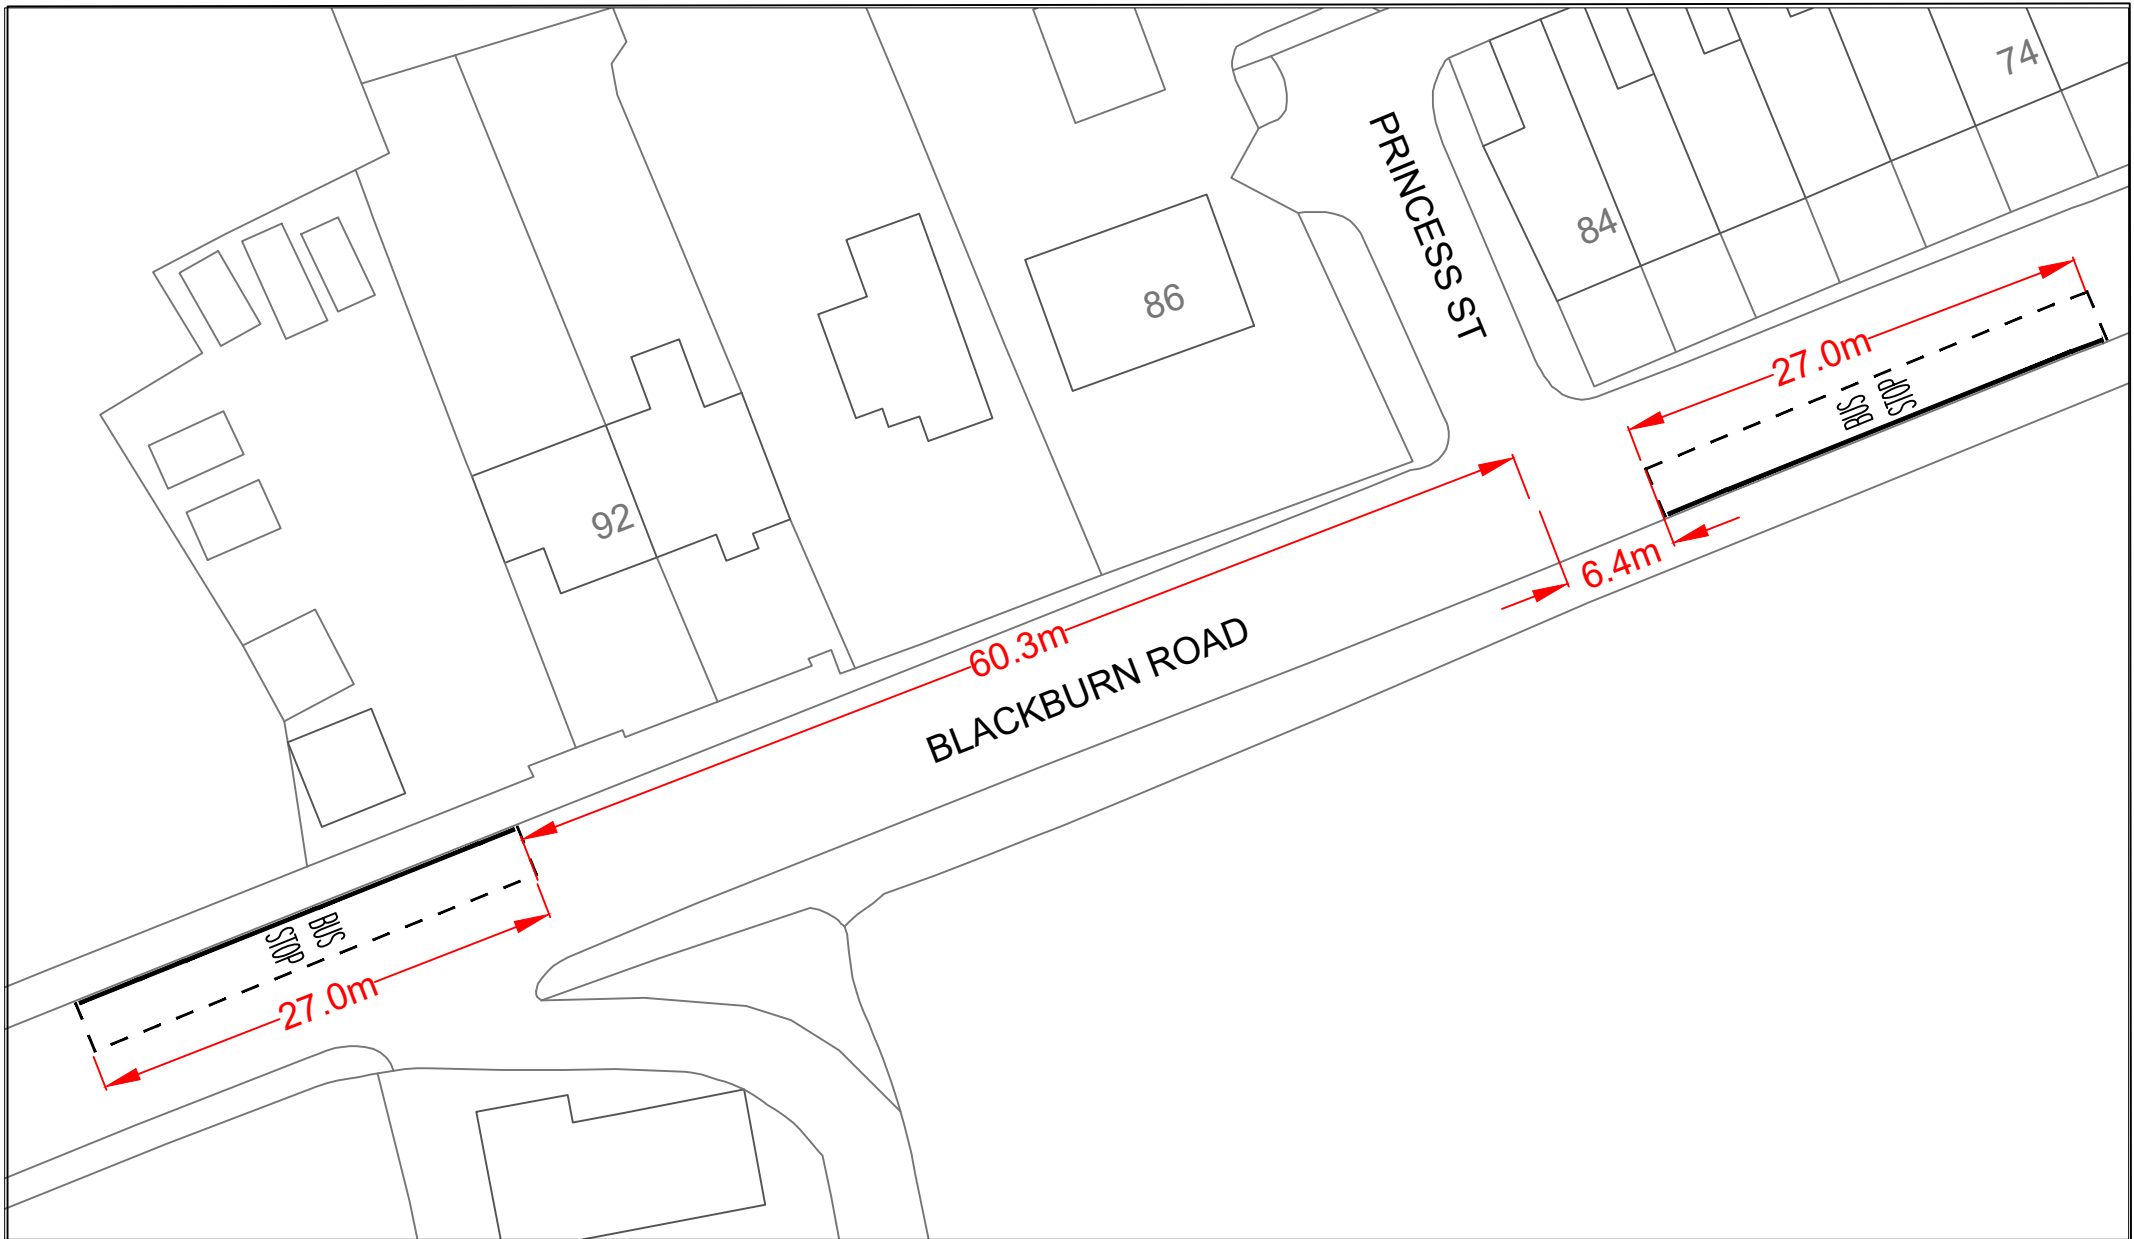 74
PRINCESS ST
84
86
27.0m
BUS
STOP
92
6.4m
60.3m
BLACKBURN ROAD
BUS
STOP
27.0m